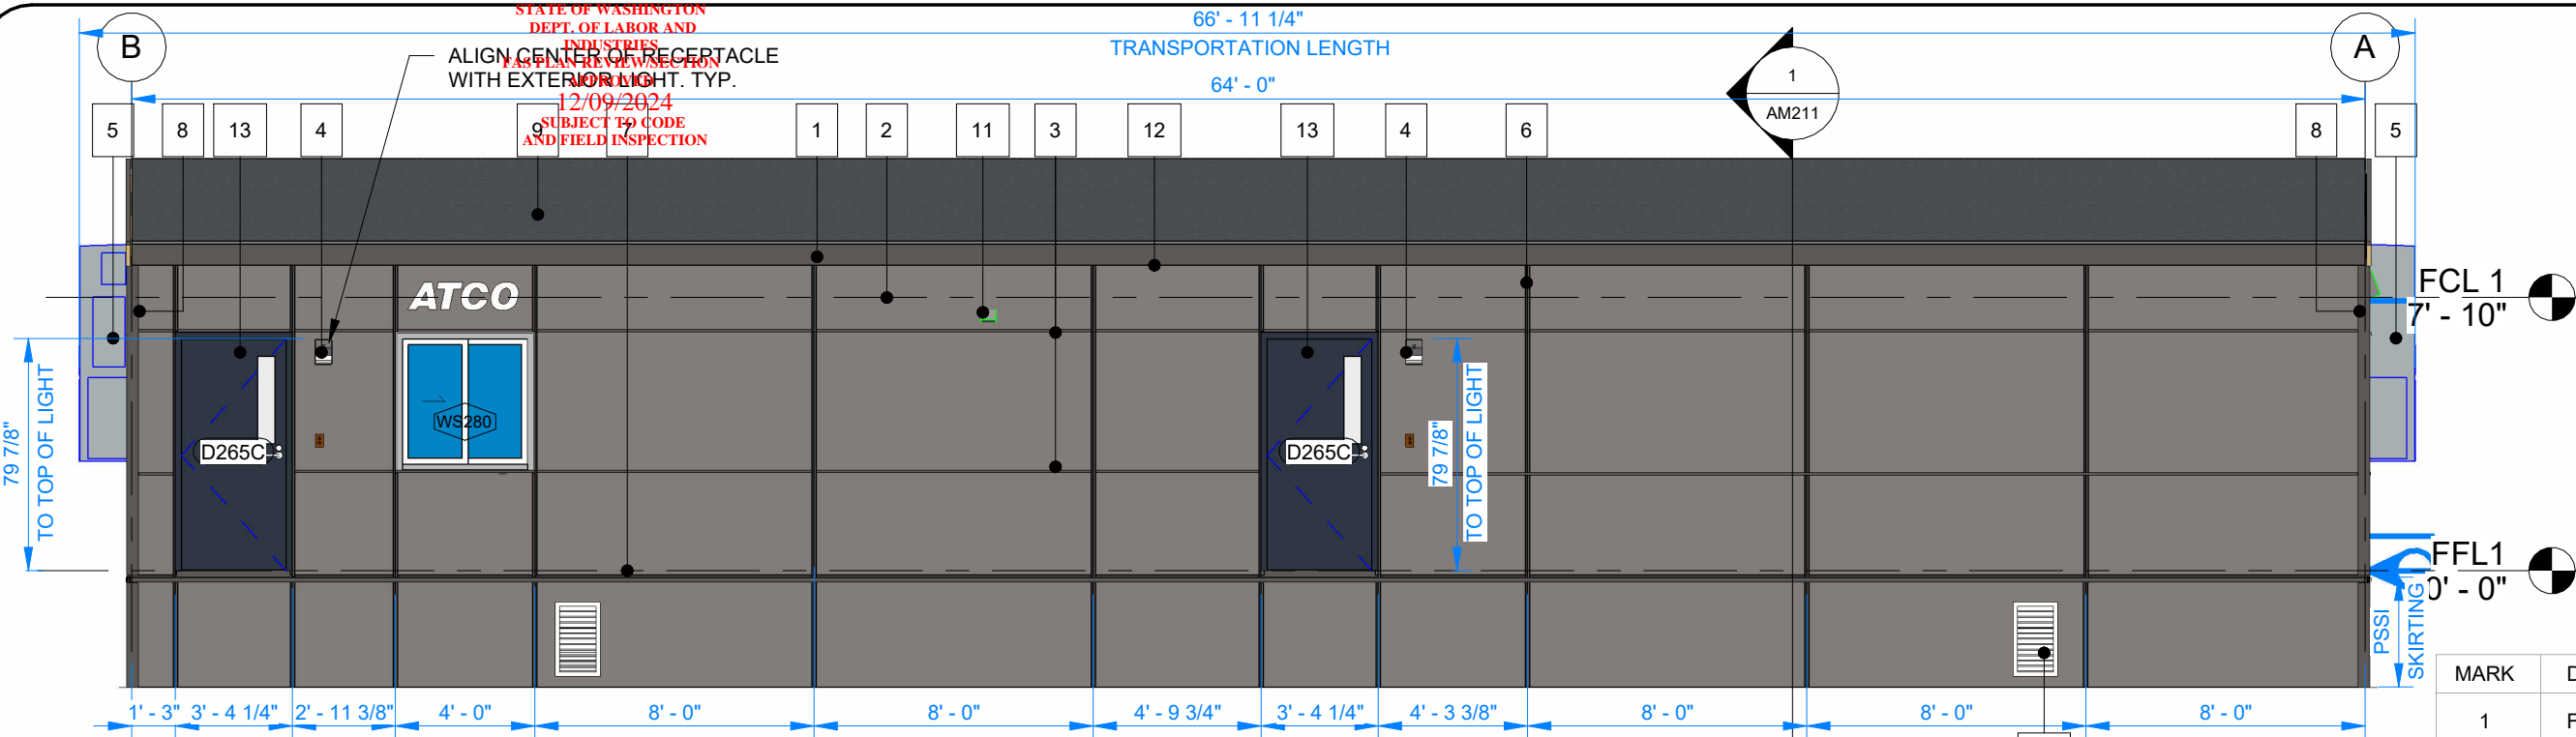 STATE OF WASHINGTON
DEPT. OF LABOR AND
INDUSTRIES
FAS PLAN REVIEW/SECTION
APPROVED
12/09/2024
SUBJECT TO CODE
AND FIELD INSPECTION
ALIGN CENTER OF RECEPTACLE
WITH EXTERIOR LIGHT. TYP.
66' - 11 1/4"
TRANSPORTATION LENGTH
64' - 0"
B
A
1
AM211
5 8 13 4 9 7 1 2 11 3 12 13 4 6 8 5
ATCO
FCL 1
7' - 10"
79 7/8"
TO TOP OF LIGHT
D265C
WS280
D265C
79 7/8"
TO TOP OF LIGHT
FFL1
0' - 0"
PSSI
SKIRTING
MARK D
1 F
1' - 3" 3' - 4 1/4" 2' - 11 3/8" 4' - 0" 8' - 0" 8' - 0" 4' - 9 3/4" 3' - 4 1/4" 4' - 3 3/8" 8' - 0" 8' - 0" 8' - 0"